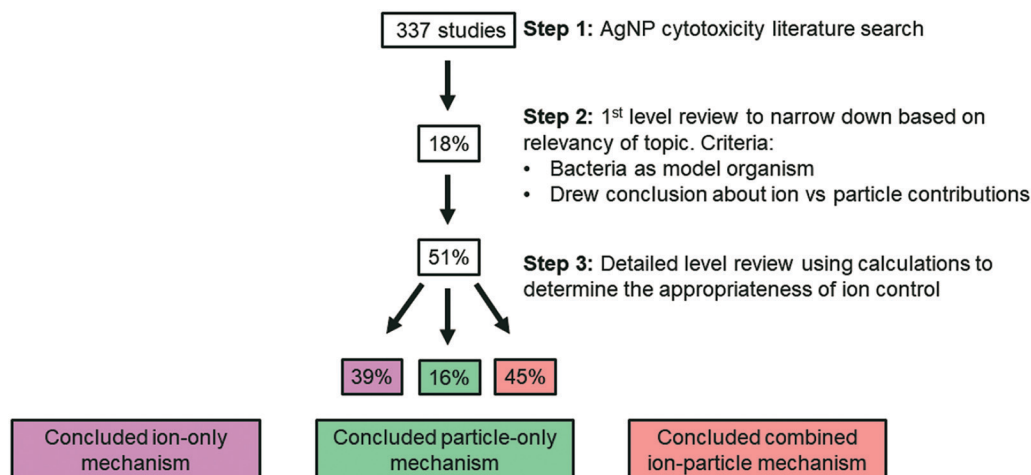 337 studies
Step 1: AgNP cytotoxicity literature search
18%
Step 2: 1st level review to narrow down based on
relevancy of topic. Criteria:
• Bacteria as model organism
• Drew conclusion about ion vs particle contributions
51%
Step 3: Detailed level review using calculations to
determine the appropriateness of ion control
39%
16%
45%
Concluded ion-only
mechanism
Concluded particle-only
mechanism
Concluded combined
ion-particle mechanism